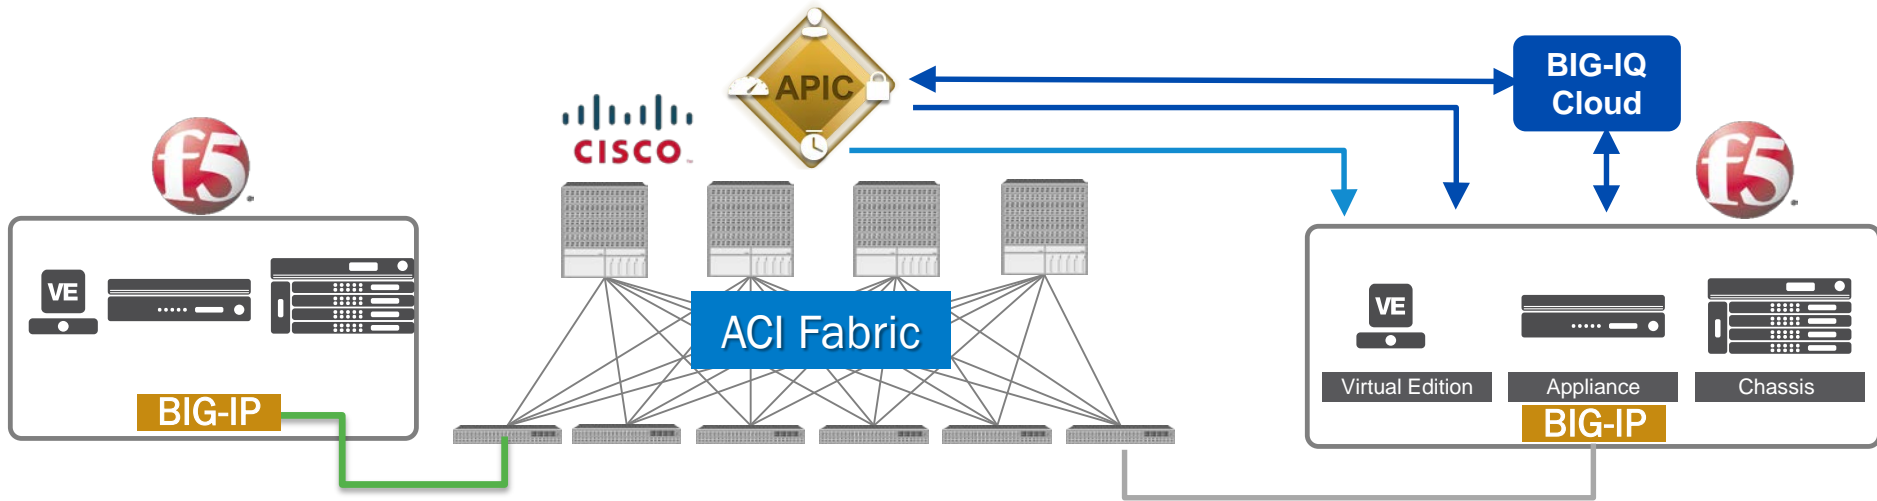 APIC
BIG-IQ
Cloud
CISCO
f5
f5
VE
ACI Fabric
VE
Virtual Edition
Appliance
Chassis
BIG-IP
BIG-IP